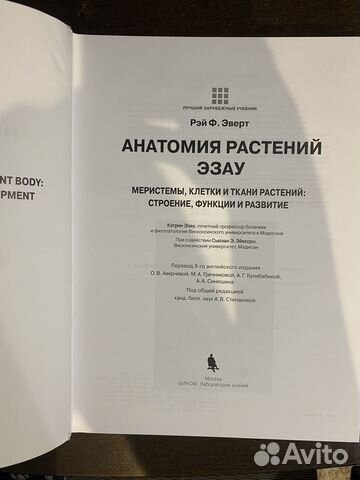 NT BODY:
PMENT
ЛУЧШИЙ ЗАРУБЕЖНЫЙ УЧЕБНИК
Рэй Ф. Эверт
АНАТОМИЯ РАСТЕНИЙ
ЭЗАУ
МЕРИСТЕМЫ, КЛЕТКИ И ТКАНИ РАСТЕНИЙ:
СТРОЕНИЕ, ФУНКЦИИ И РАЗВИТИЕ
Кэтрин Эзау, почетный профессор ботаники
и фитопатологии Висконсинского университета в Мэдисоне
При содействии Сьюзан Э. Эйкхорн,
Висконсинский университет, Мэдисон
Перевод 3-го английского издания
О. В. Аверчевой, М. А. Гречниковой, А. Г. Куликабиной,
А. А. Синюшина
Под общей редакцией
канд. биол. наук А. В. Степановой
Москва
БИНОМ. Лаборатория знаний
Avito